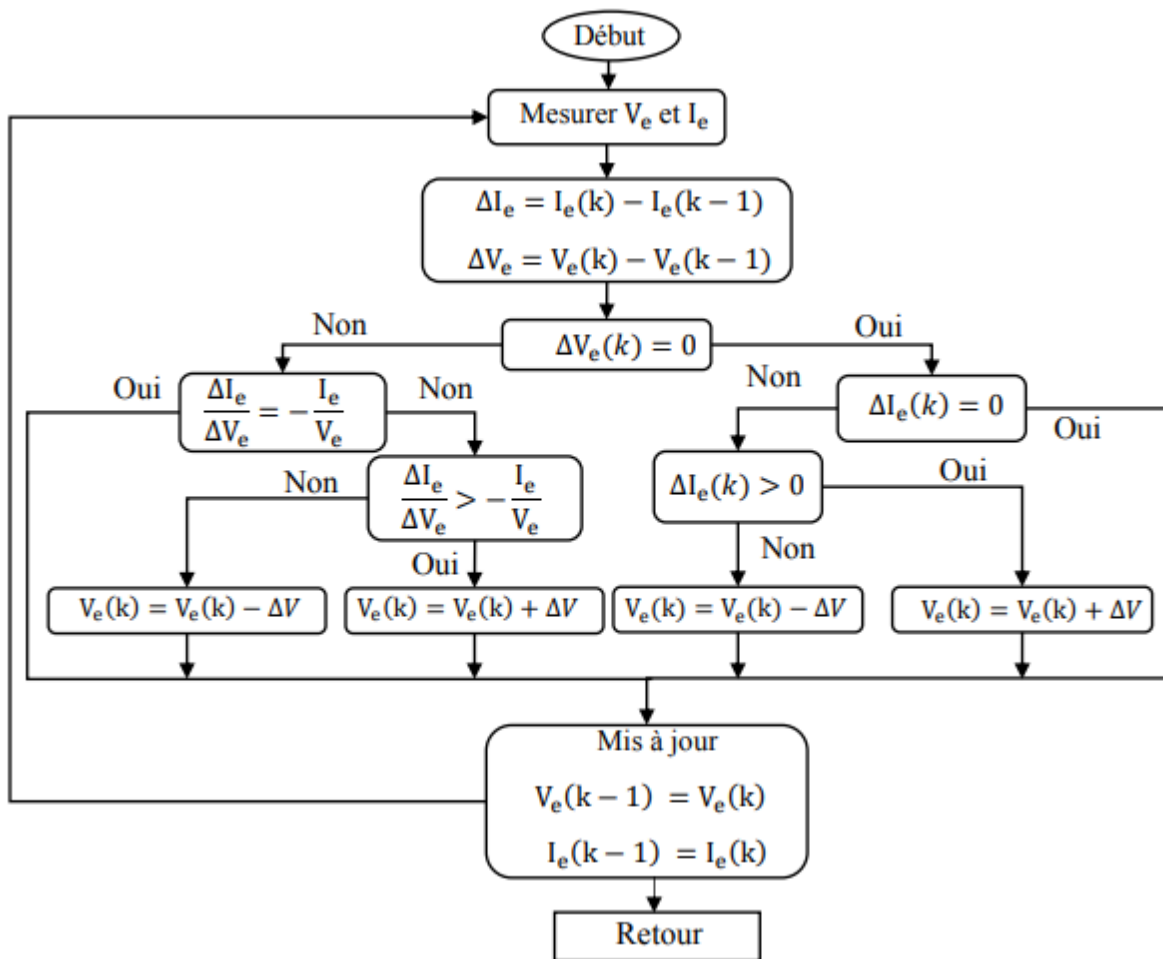 Début
Mesurer Vₑ et Iₑ
ΔIₑ = Iₑ(k) − Iₑ(k − 1)
ΔVₑ = Vₑ(k) − Vₑ(k − 1)
Non
ΔVₑ(k) = 0
Oui
Oui
ΔIₑ/ΔVₑ = −Iₑ/Vₑ
Non
Non
ΔIₑ(k) = 0
Oui
Non
ΔIₑ/ΔVₑ > −Iₑ/Vₑ
Oui
ΔIₑ(k) > 0
Oui
Non
Vₑ(k) = Vₑ(k) − ΔV
Vₑ(k) = Vₑ(k) + ΔV
Vₑ(k) = Vₑ(k) − ΔV
Vₑ(k) = Vₑ(k) + ΔV
Mis à jour
Vₑ(k − 1) = Vₑ(k)
Iₑ(k − 1) = Iₑ(k)
Retour